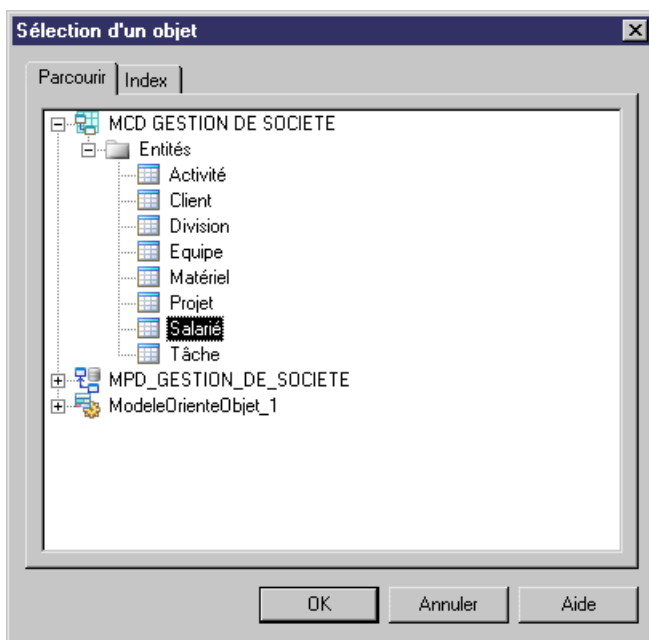 Sélection d'un objet
Parcourir Index
MCD GESTION DE SOCIETE
Entités
Activité
Client
Division
Equipe
Matériel
Projet
Salarié
Tâche
MPD_GESTION_DE_SOCIETE
ModeleOrienteObjet_1
OK Annuler Aide